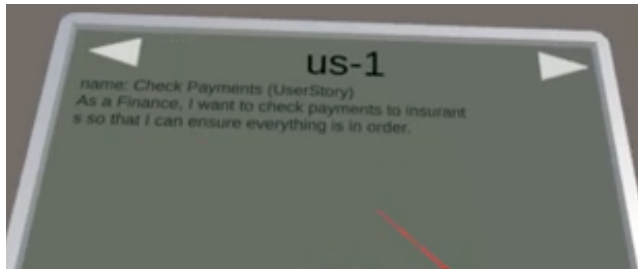 us-1
name: Check Payments (UserStory)
As a Finance, I want to check payments to insurant
s so that I can ensure everything is in order.